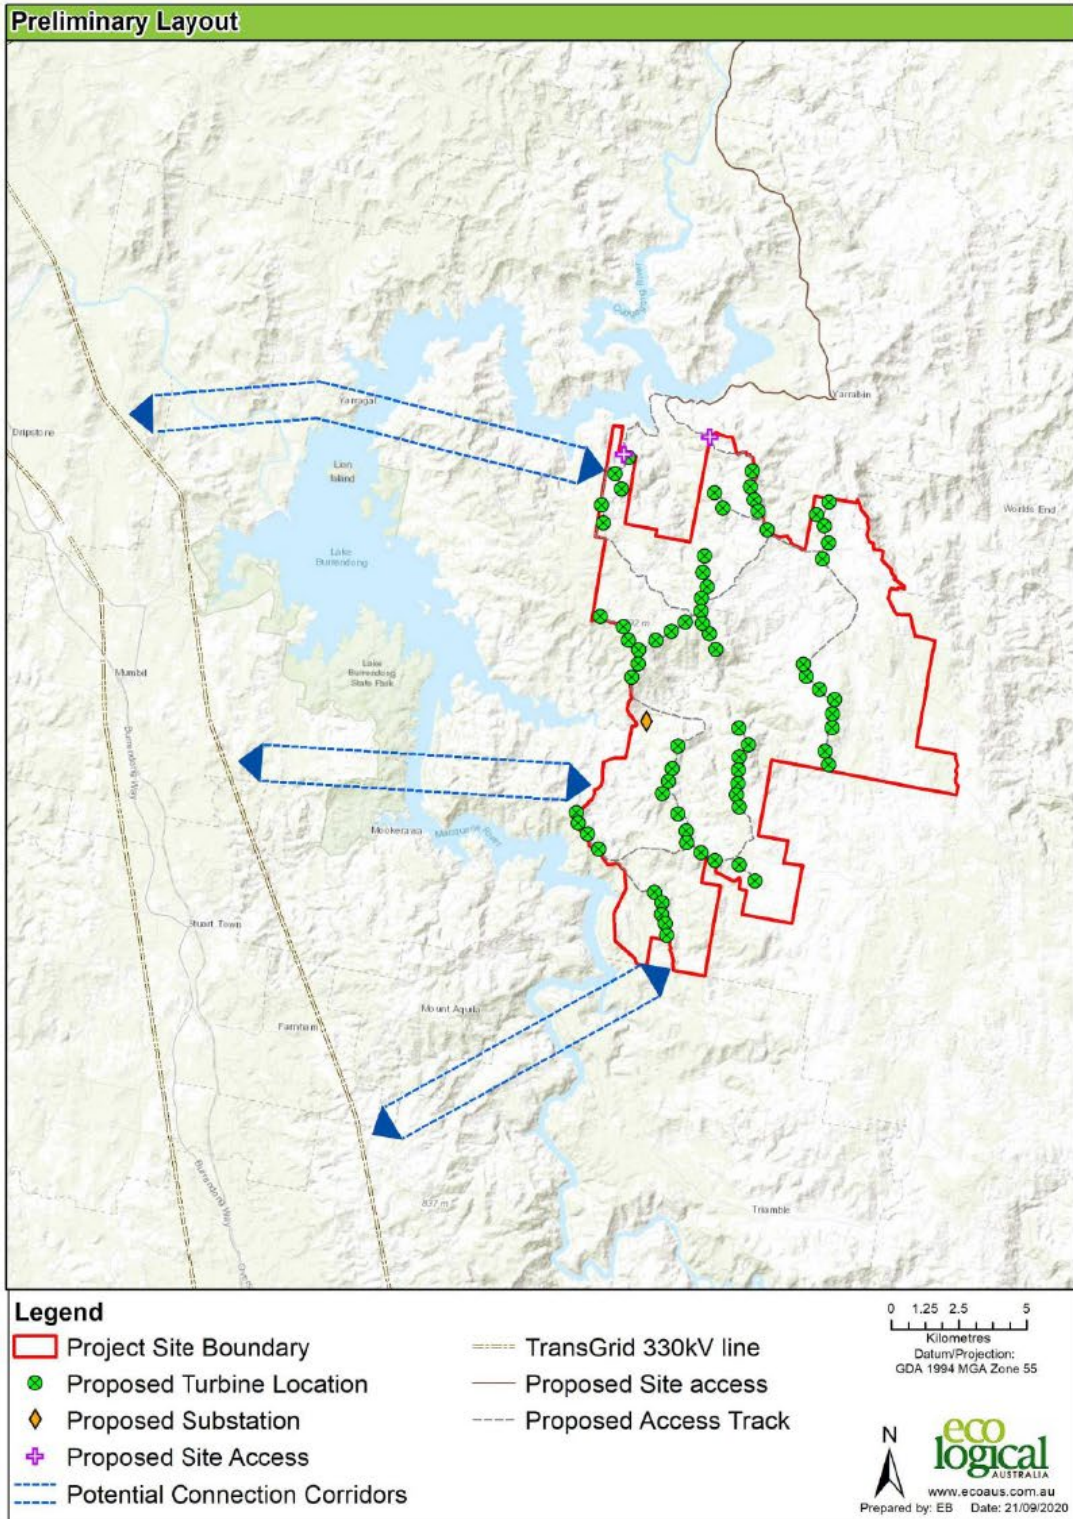 Preliminary Layout
Cudgegong River
Yarragal
Yarrabin
Dripstone
Lion
Island
Worlds End
Lake
Burrendong
Lake
Burrendong
State Park
Mumbil
Burrendong Way
Mookerawa
Macquarie River
Stuart Town
Mount Aquila
Farnham
Burrendong Way
837 m
Triamble
Legend
Project Site Boundary
Proposed Turbine Location
Proposed Substation
Proposed Site Access
Potential Connection Corridors
TransGrid 330kV line
Proposed Site access
Proposed Access Track
0 1.25 2.5 5
Kilometres
Datum/Projection:
GDA 1994 MGA Zone 55
N
eco
logical
AUSTRALIA
www.ecoaus.com.au
Prepared by: EB Date: 21/09/2020